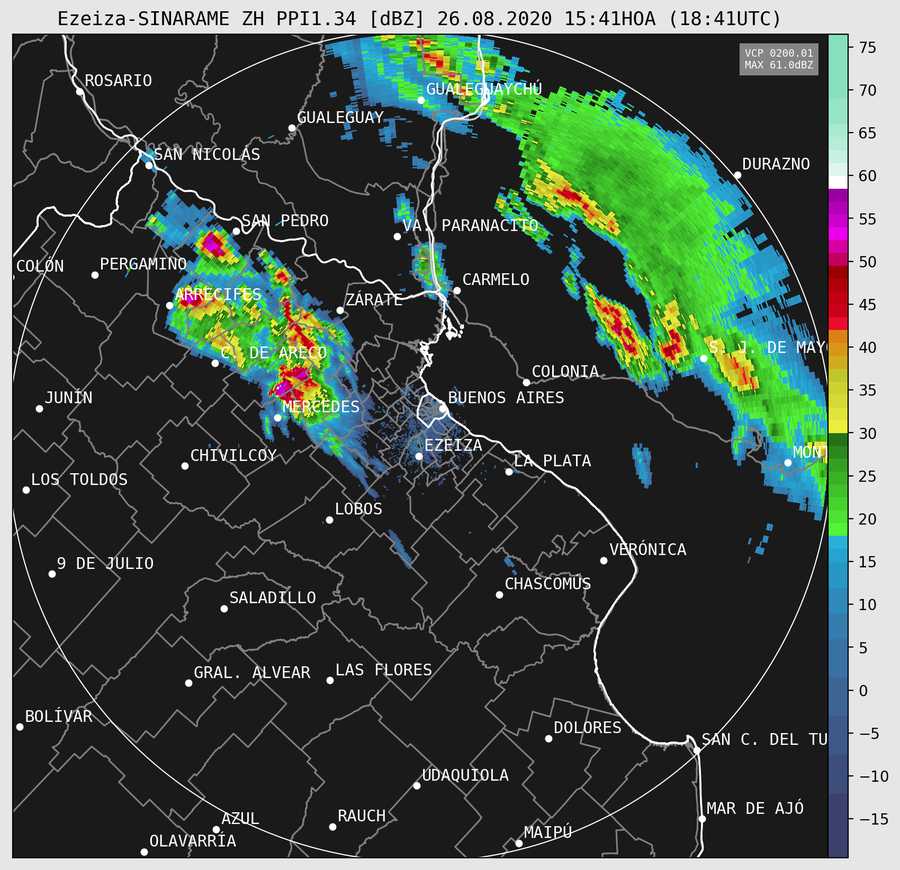 Ezeiza-SINARAME ZH PPI1.34 [dBZ] 26.08.2020 15:41HOA (18:41UTC)
VCP 0200.01
MAX 61.0dBZ
75
ROSARIO
GUALEGUAYCHÚ
70
GUALEGUAY
65
SAN NICOLÁS
DURAZNO
60
SAN PEDRO
VA. PARANACITO
55
COLÓN
PERGAMINO
CARMELO
50
ARRECIFES
ZÁRATE
45
C. DE ARECO
S. J. DE MAY
40
COLONIA
JUNÍN
MERCEDES
BUENOS AIRES
35
EZEIZA
30
CHIVILCOY
LA PLATA
MON
LOS TOLDOS
25
LOBOS
20
VERÓNICA
9 DE JULIO
15
CHASCOMÚS
SALADILLO
10
5
GRAL. ALVEAR
LAS FLORES
0
BOLÍVAR
DOLORES
−5
SAN C. DEL TU
UDAQUIOLA
−10
MAR DE AJÓ
−15
AZUL
RAUCH
MAIPÚ
OLAVARRÍA